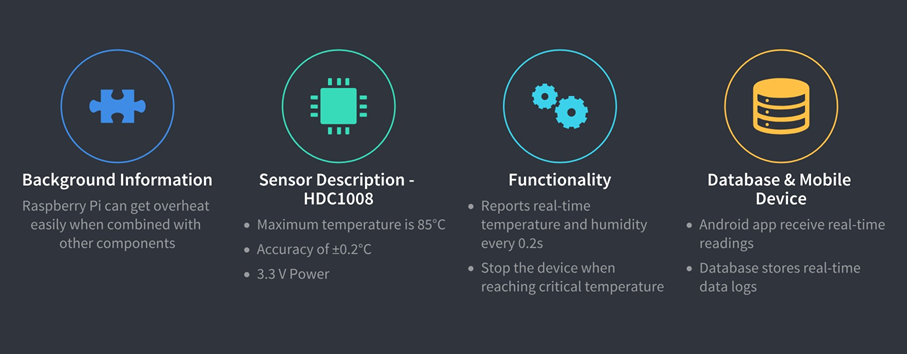 Background Information
Raspberry Pi can get overheat
easily when combined with
other components
Sensor Description -
HDC1008
• Maximum temperature is 85°C
• Accuracy of ±0.2°C
• 3.3 V Power
Functionality
• Reports real-time
temperature and humidity
every 0.2s
• Stop the device when
reaching critical temperature
Database & Mobile
Device
• Android app receive real-time
readings
• Database stores real-time
data logs